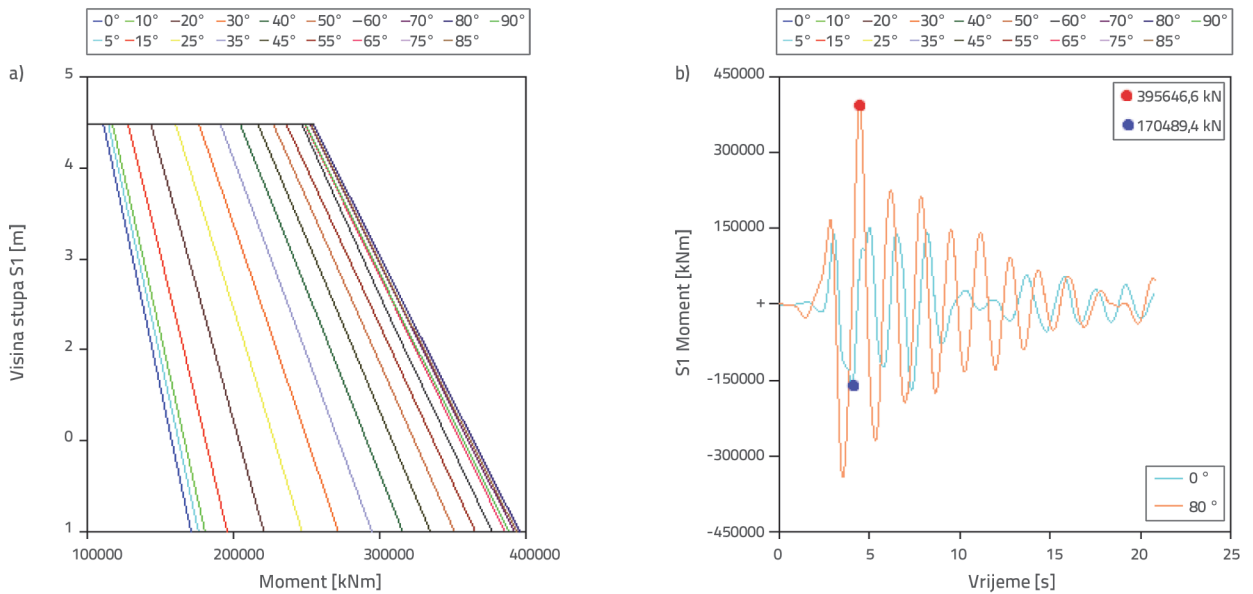 0° 10° 20° 30° 40° 50° 60° 70° 80° 90°
5° 15° 25° 35° 45° 55° 65° 75° 85°
a)
5
4
3
2
0
1
Visina stupa S1 [m]
100000 200000 300000 400000
Moment [kNm]
0° 10° 20° 30° 40° 50° 60° 70° 80° 90°
5° 15° 25° 35° 45° 55° 65° 75° 85°
b)
450000
300000
150000
+
-150000
-300000
-450000
S1 Moment [kNm]
395646,6 kN
170489,4 kN
0 °
80 °
0 5 10 15 20 25
Vrijeme [s]